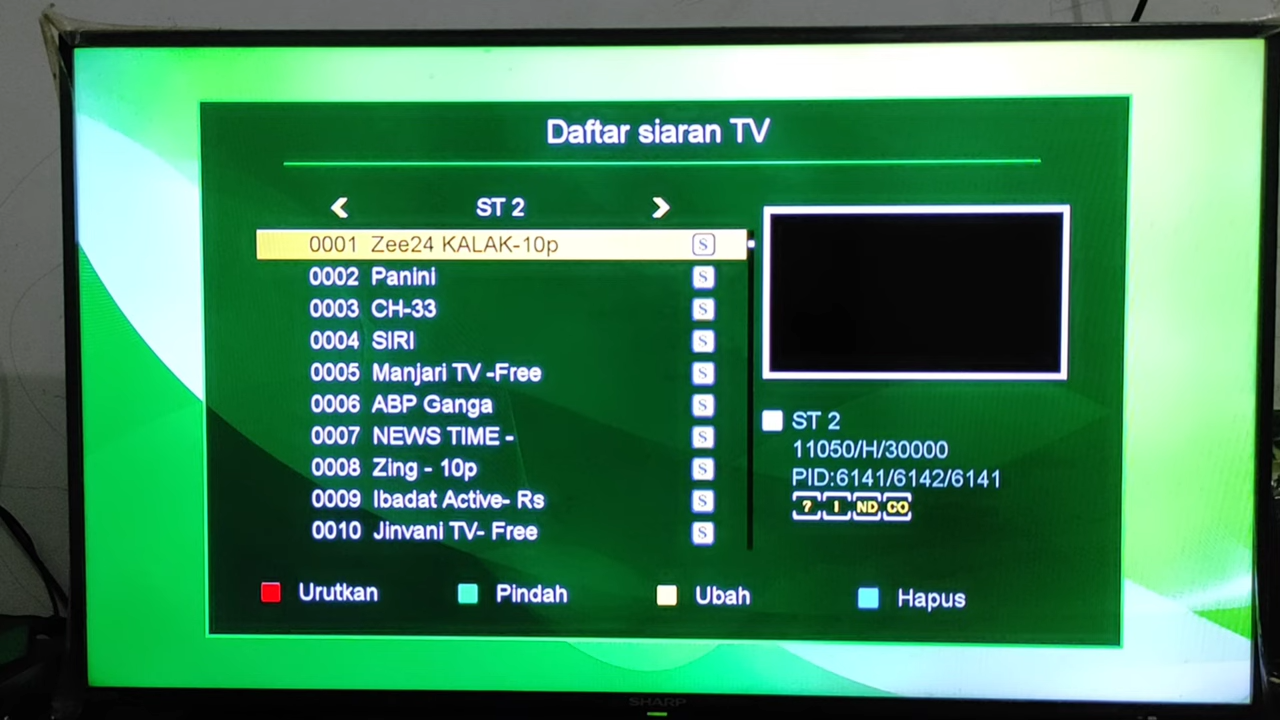 Daftar siaran TV
ST 2
0001 Zee24 KALAK-10p S
0002 Panini S
0003 CH-33 S
0004 SIRI S
0005 Manjari TV -Free S
0006 ABP Ganga S
0007 NEWS TIME - S
0008 Zing - 10p S
0009 Ibadat Active- Rs S
0010 Jinvani TV- Free S
ST 2
11050/H/30000
PID:6141/6142/6141
? I ND CO
Urutkan Pindah Ubah Hapus
SHARP